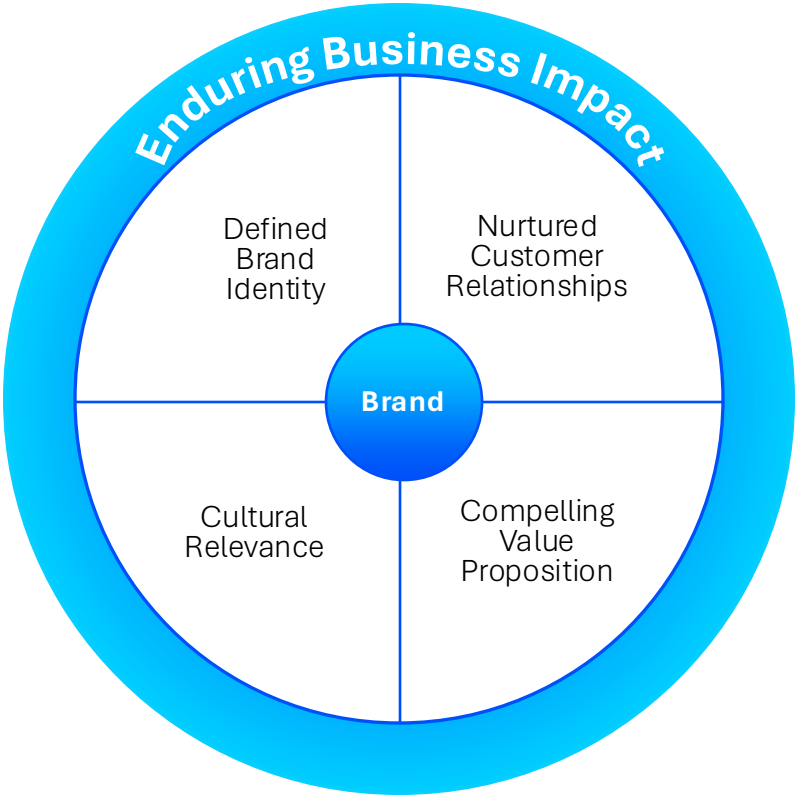 Enduring Business Impact
Defined
Brand
Identity
Nurtured
Customer
Relationships
Brand
Cultural
Relevance
Compelling
Value
Proposition